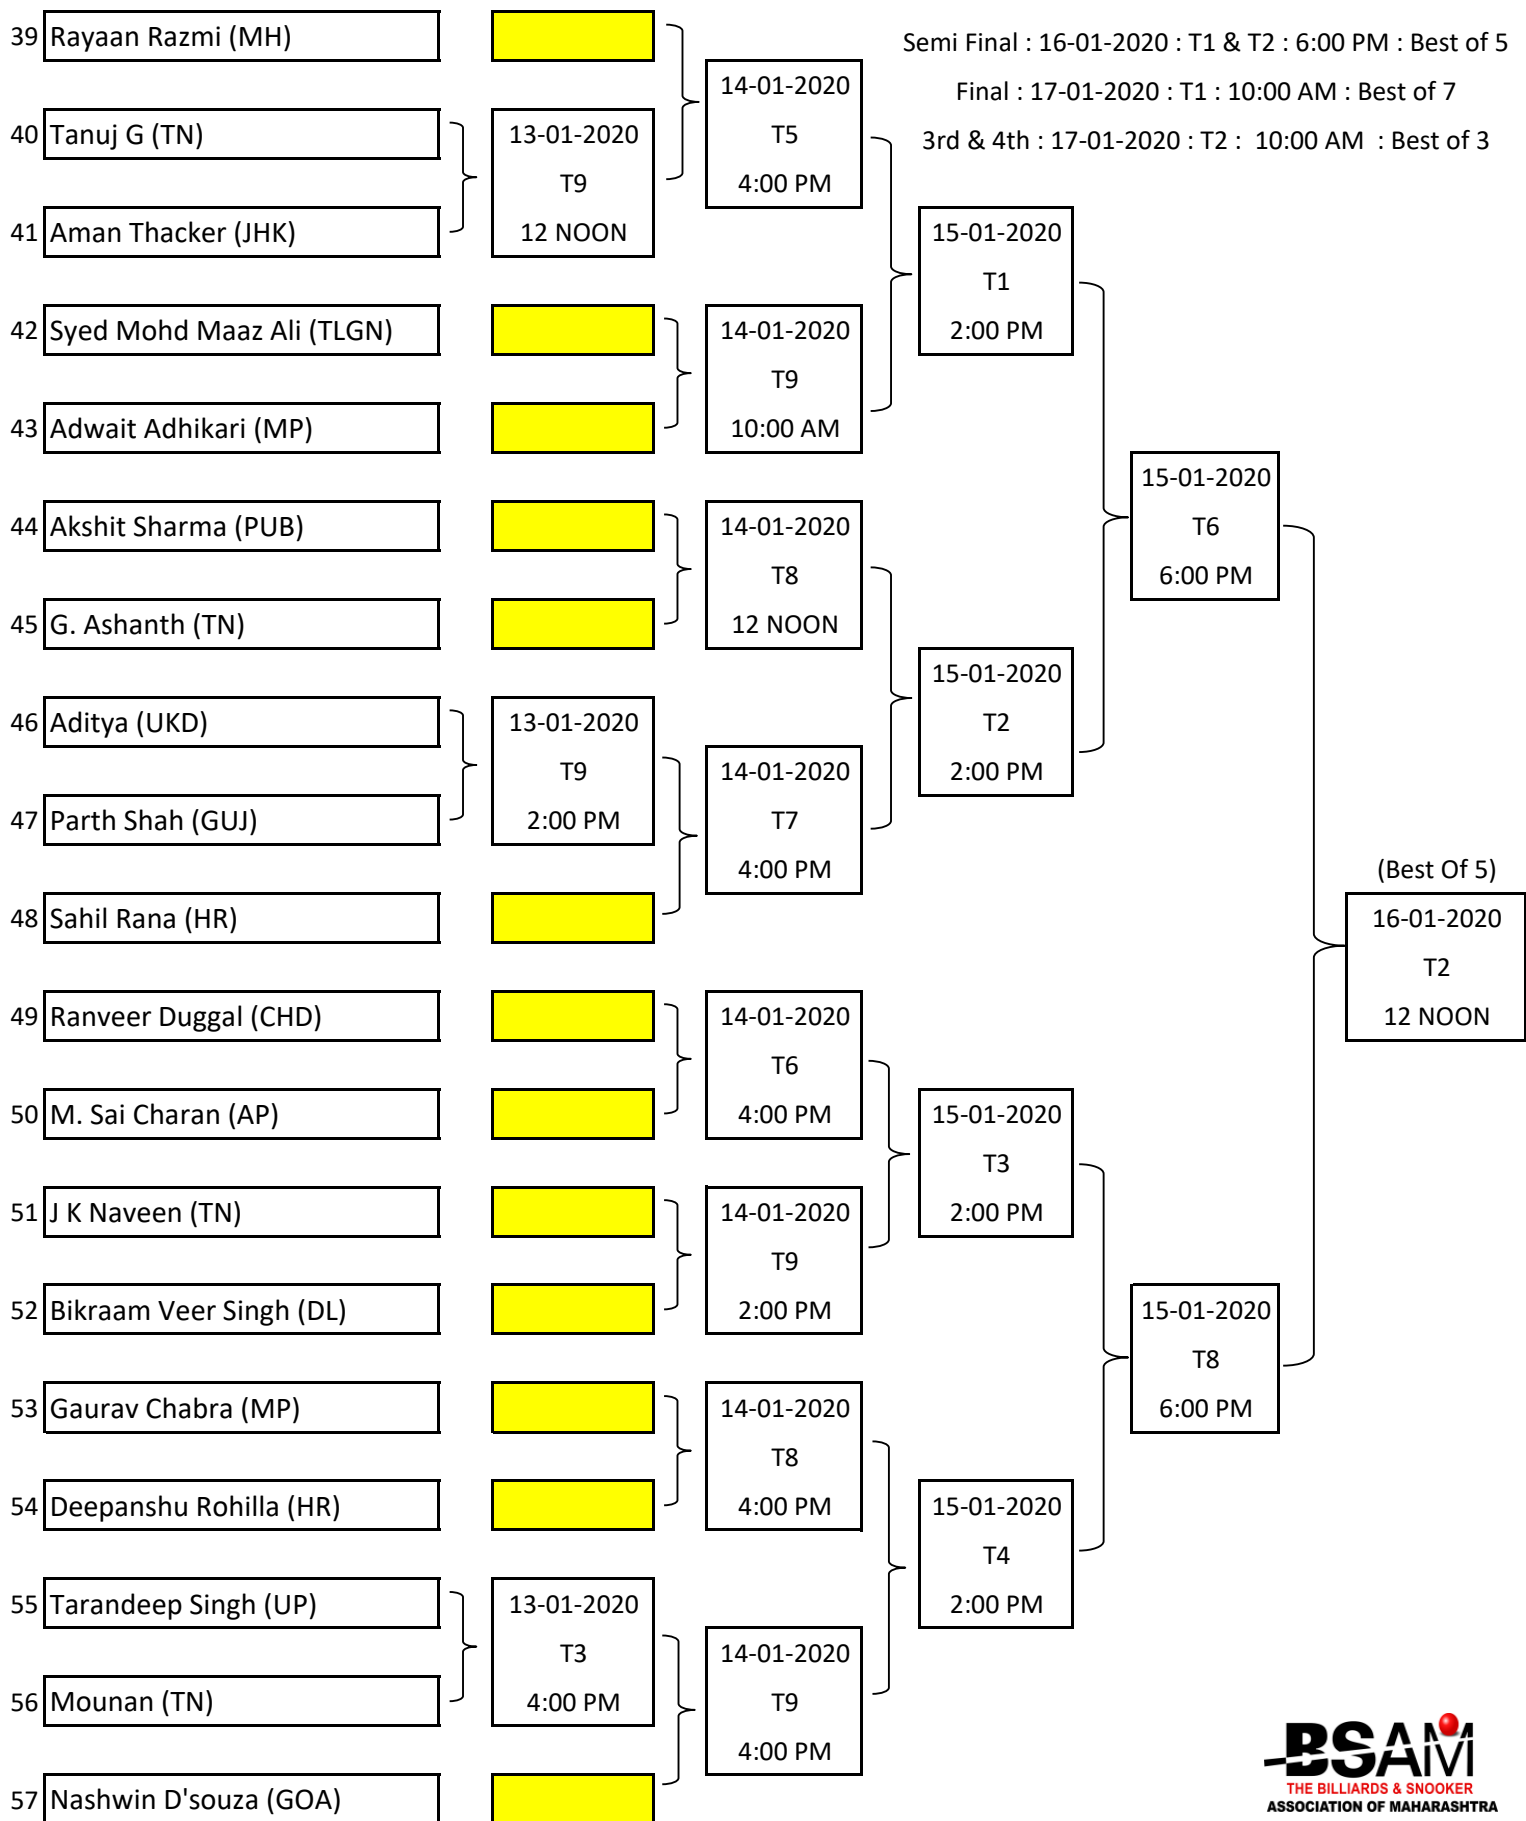 39 Rayaan Razmi (MH)
Semi Final : 16-01-2020 : T1 & T2 : 6:00 PM : Best of 5
14-01-2020
Final : 17-01-2020 : T1 : 10:00 AM : Best of 7
40 Tanuj G (TN)
13-01-2020
T5
3rd & 4th : 17-01-2020 : T2 : 10:00 AM : Best of 3
T9
4:00 PM
41 Aman Thacker (JHK)
12 NOON
15-01-2020
T1
42 Syed Mohd Maaz Ali (TLGN)
14-01-2020
2:00 PM
T9
43 Adwait Adhikari (MP)
10:00 AM
15-01-2020
44 Akshit Sharma (PUB)
14-01-2020
T6
T8
6:00 PM
45 G. Ashanth (TN)
12 NOON
15-01-2020
46 Aditya (UKD)
13-01-2020
T2
T9
14-01-2020
2:00 PM
47 Parth Shah (GUJ)
2:00 PM
T7
4:00 PM
(Best Of 5)
48 Sahil Rana (HR)
16-01-2020
T2
49 Ranveer Duggal (CHD)
14-01-2020
12 NOON
T6
50 M. Sai Charan (AP)
4:00 PM
15-01-2020
T3
51 J K Naveen (TN)
14-01-2020
2:00 PM
T9
52 Bikraam Veer Singh (DL)
2:00 PM
15-01-2020
T8
53 Gaurav Chabra (MP)
14-01-2020
6:00 PM
T8
54 Deepanshu Rohilla (HR)
4:00 PM
15-01-2020
T4
55 Tarandeep Singh (UP)
13-01-2020
2:00 PM
T3
14-01-2020
56 Mounan (TN)
4:00 PM
T9
4:00 PM
57 Nashwin D'souza (GOA)
BSAM
THE BILLIARDS & SNOOKER
ASSOCIATION OF MAHARASHTRA